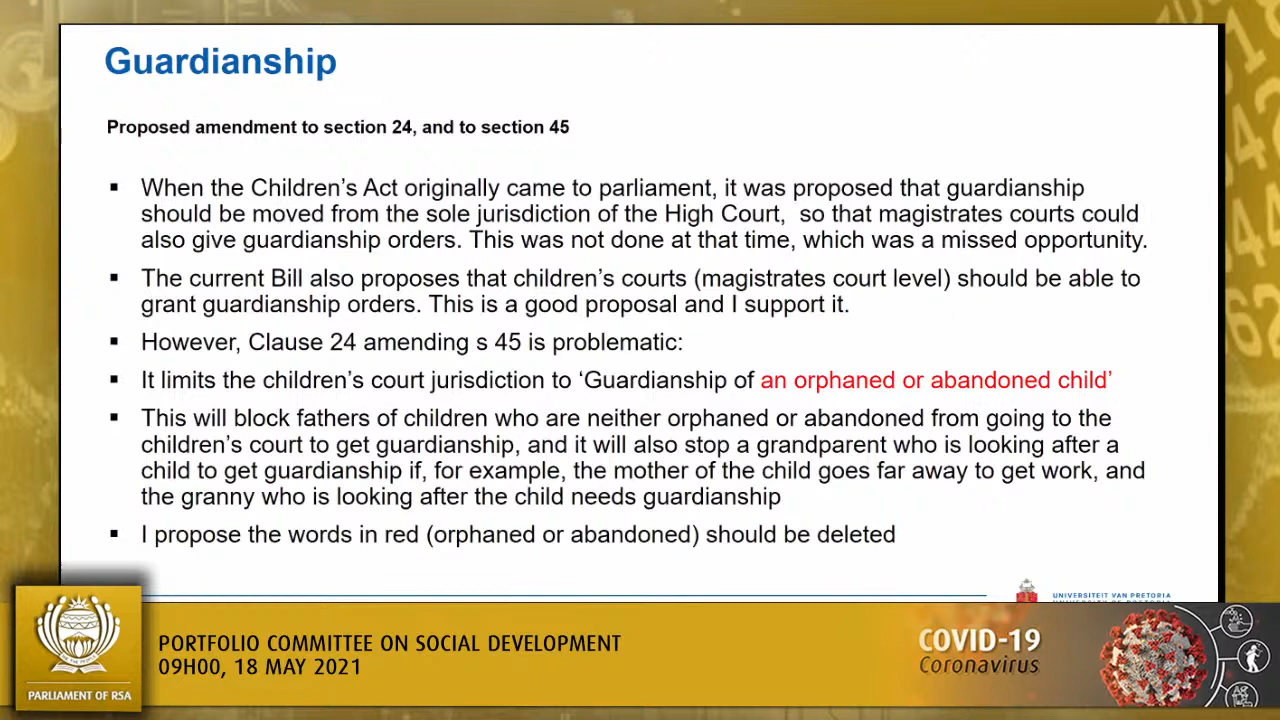 Guardianship
Proposed amendment to section 24, and to section 45
▪ When the Children's Act originally came to parliament, it was proposed that guardianship
should be moved from the sole jurisdiction of the High Court, so that magistrates courts could
also give guardianship orders. This was not done at that time, which was a missed opportunity.
▪ The current Bill also proposes that children's courts (magistrates court level) should be able to
grant guardianship orders. This is a good proposal and I support it.
▪ However, Clause 24 amending s 45 is problematic:
▪ It limits the children's court jurisdiction to 'Guardianship of an orphaned or abandoned child'
▪ This will block fathers of children who are neither orphaned or abandoned from going to the
children's court to get guardianship, and it will also stop a grandparent who is looking after a
child to get guardianship if, for example, the mother of the child goes far away to get work, and
the granny who is looking after the child needs guardianship
▪ I propose the words in red (orphaned or abandoned) should be deleted
UNIVERSITEIT VAN PRETORIA
PORTFOLIO COMMITTEE ON SOCIAL DEVELOPMENT
09H00, 18 MAY 2021
PARLIAMENT OF RSA
COVID-19
Coronavirus